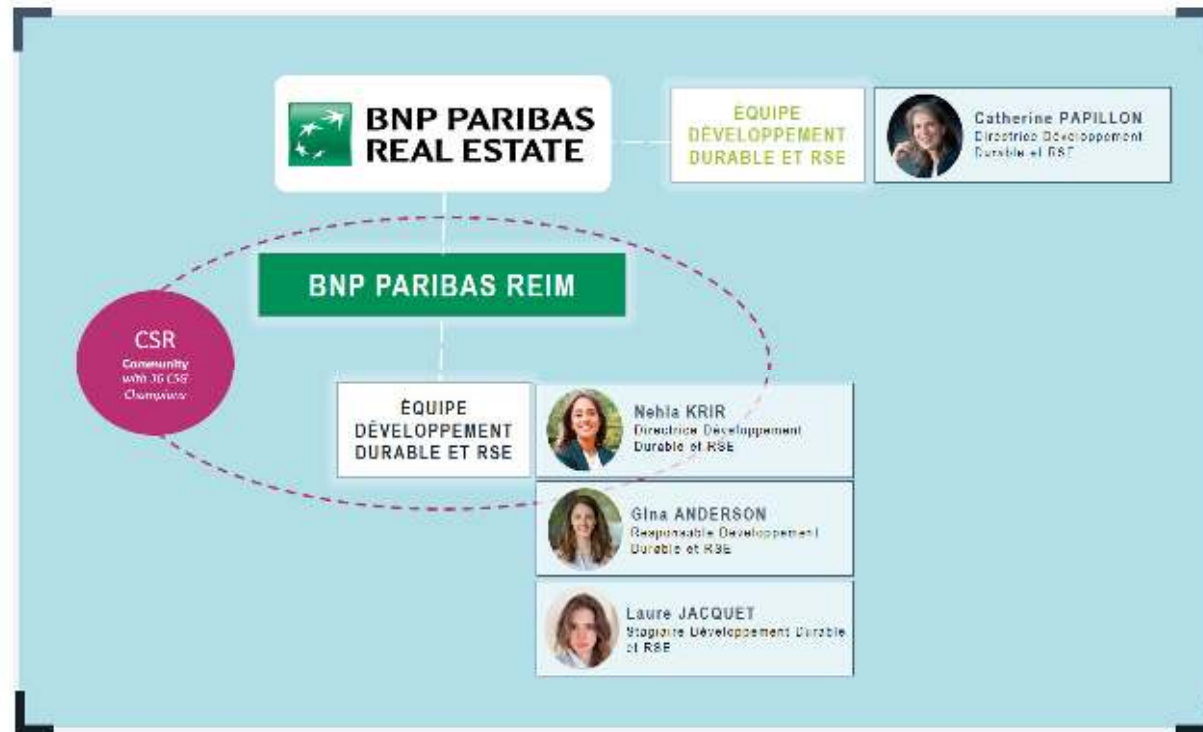 BNP PARIBAS
REAL ESTATE
ÉQUIPE
DÉVELOPPEMENT
DURABLE ET RSE
Catherine PAPILLON
Directrice Développement
Durable et RSE
BNP PARIBAS REIM
CSR
Community
with
Champions
ÉQUIPE
DÉVELOPPEMENT
DURABLE ET RSE
Nehla KRIR
Directrice Développement
Durable et RSE
Gina ANDERSON
Responsable Développement
Durable et RSE
Laure JACQUET
Stagiaire Développement Durable
et RSE